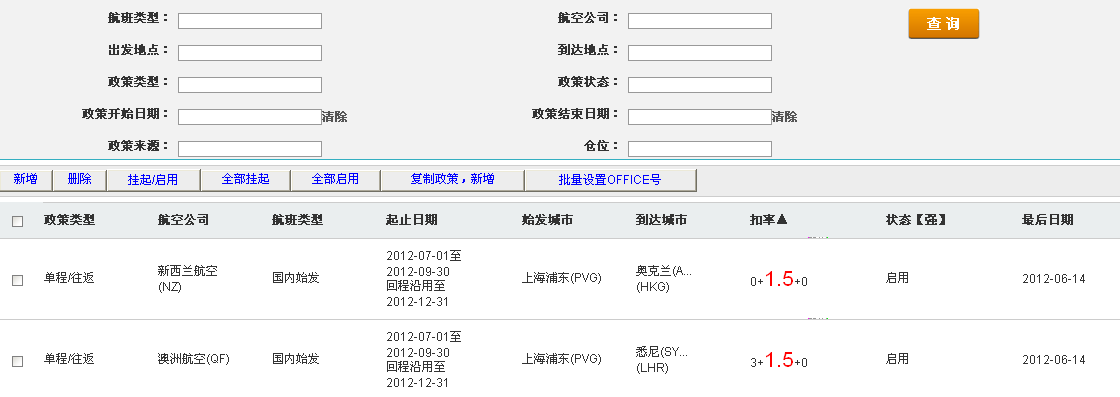 航班类型： 航空公司： 查 询
出发地点： 到达地点：
政策类型： 政策状态：
政策开始日期： 清除 政策结束日期： 清除
政策来源： 仓位：
新增 删除 挂起/启用 全部挂起 全部启用 复制政策，新增 批量设置OFFICE号
政策类型 航空公司 航班类型 起止日期 始发城市 到达城市 扣率▲ 状态【强】 最后日期
单程/往返
新西兰航空
(NZ)
国内始发
2012-07-01至
2012-09-30
回程沿用至
2012-12-31
上海浦东(PVG)
奥克兰(A...
(HKG)
0+1.5+0
启用
2012-06-14
单程/往返
澳洲航空(QF)
国内始发
2012-07-01至
2012-09-30
回程沿用至
2012-12-31
上海浦东(PVG)
悉尼(SY...
(LHR)
3+1.5+0
启用
2012-06-14